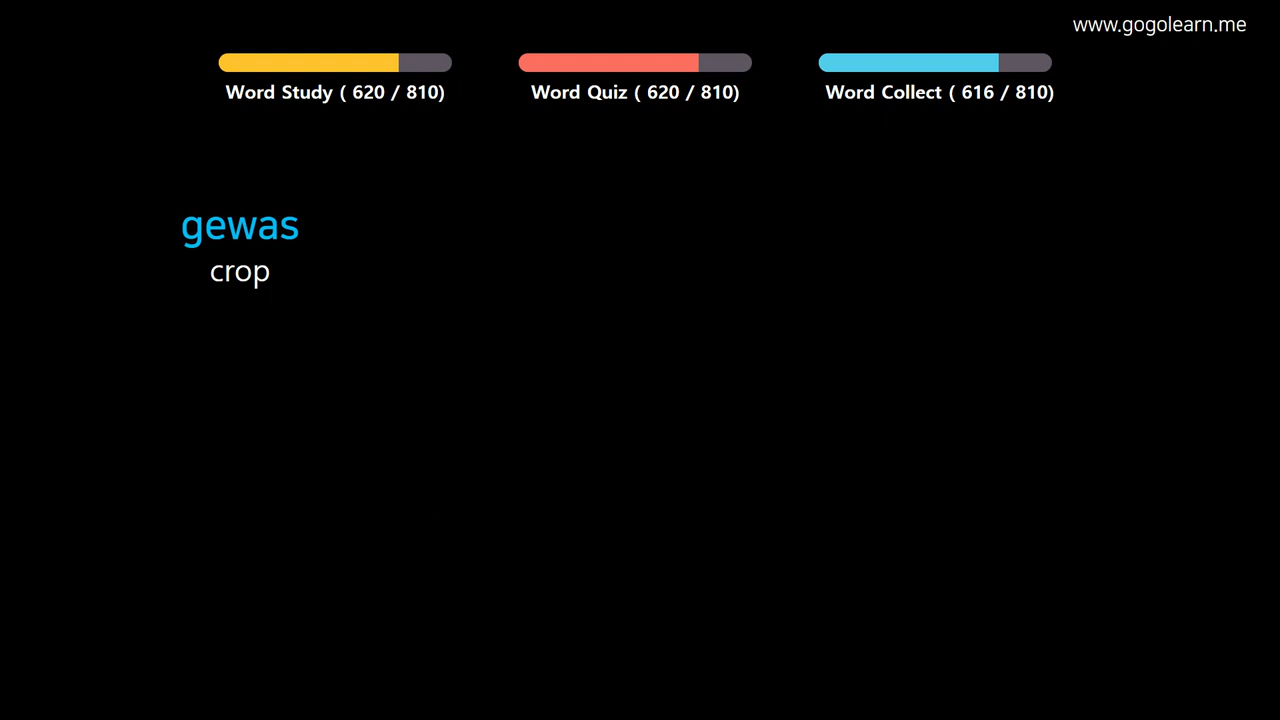 www.gogolearn.me
Word Study ( 620 / 810)
Word Quiz ( 620 / 810)
Word Collect ( 616 / 810)
gewas
crop